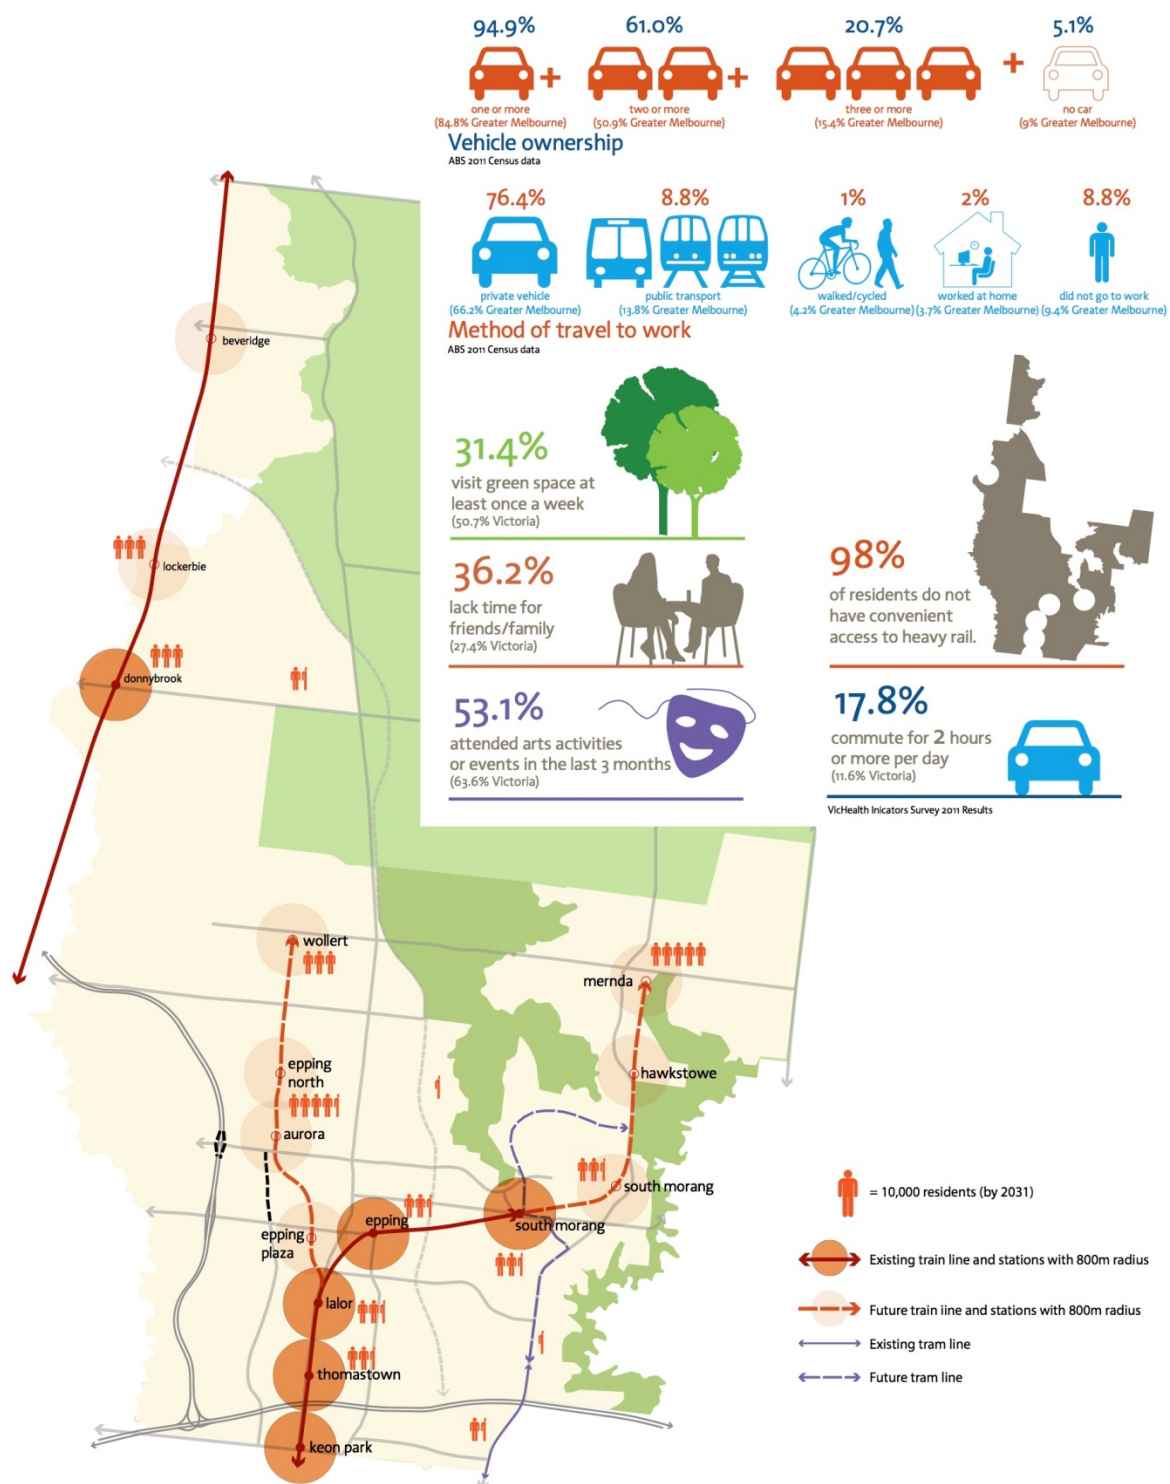 94.9%
61.0%
20.7%
5.1%
+
+
+
one or more
(84.8% Greater Melbourne)
two or more
(50.9% Greater Melbourne)
three or more
(15.4% Greater Melbourne)
no car
(9% Greater Melbourne)
Vehicle ownership
ABS 2011 Census data
76.4%
8.8%
1%
2%
8.8%
private vehicle
(66.2% Greater Melbourne)
public transport
(13.8% Greater Melbourne)
walked/cycled
(4.2% Greater Melbourne)
worked at home
(3.7% Greater Melbourne)
did not go to work
(9.4% Greater Melbourne)
Method of travel to work
ABS 2011 Census data
31.4%
visit green space at
least once a week
(50.7% Victoria)
36.2%
lack time for
friends/family
(27.4% Victoria)
98%
of residents do not
have convenient
access to heavy rail.
53.1%
attended arts activities
or events in the last 3 months
(63.6% Victoria)
17.8%
commute for 2 hours
or more per day
(11.6% Victoria)
VicHealth Inicators Survey 2011 Results
beveridge
lockerbie
donnybrook
wollert
mernda
epping
north
hawkstowe
aurora
south morang
epping
south morang
epping
plaza
lalor
thomastown
keon park
= 10,000 residents (by 2031)
Existing train line and stations with 800m radius
Future train iine and stations with 800m radius
Existing tram line
Future tram line